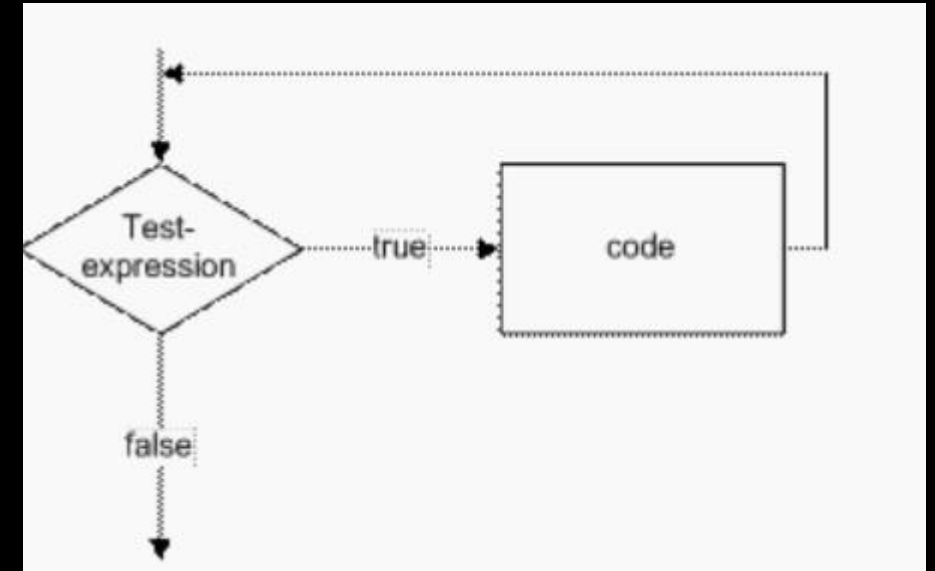 Test-
expression
true
code
false